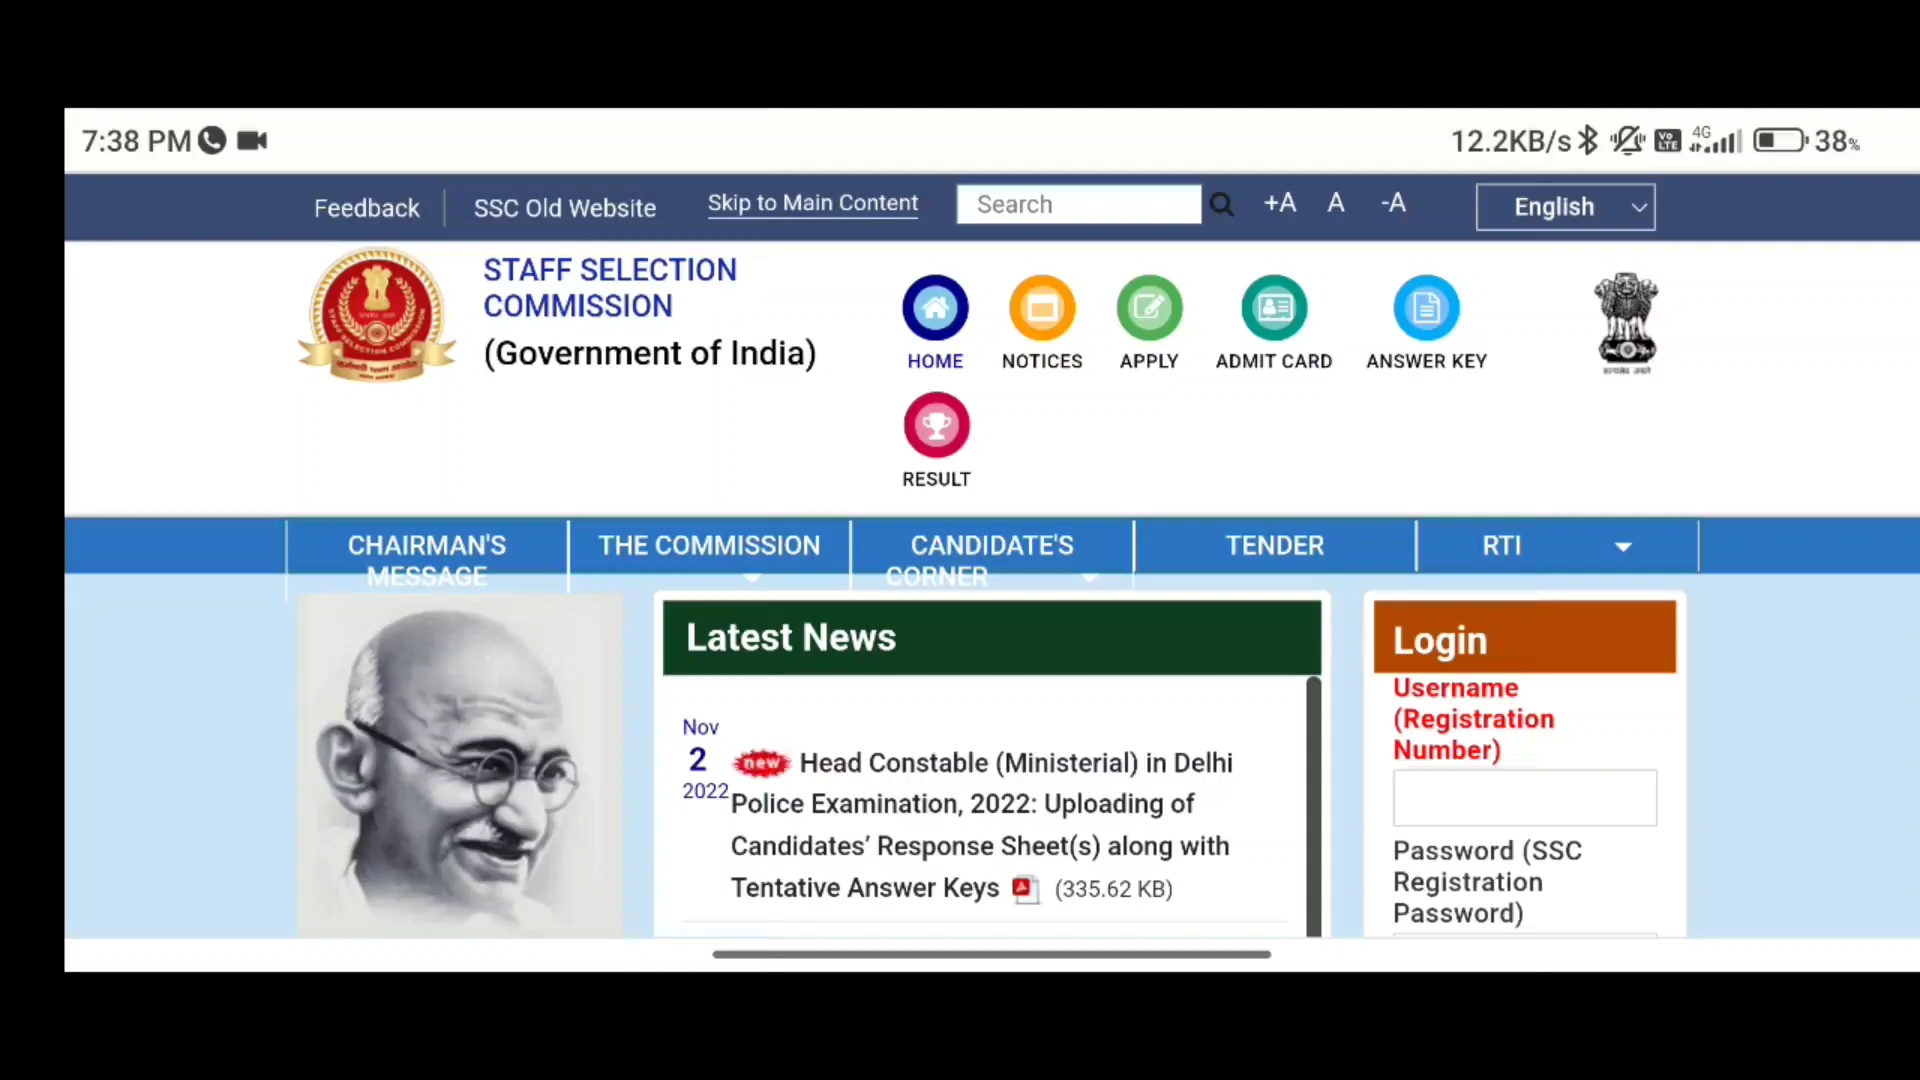 7:38 PM
12.2KB/s 4G 38%
Vo LTE
Feedback SSC Old Website Skip to Main Content Search +A A -A English
STAFF SELECTION
COMMISSION
(Government of India)
HOME NOTICES APPLY ADMIT CARD ANSWER KEY
RESULT
CHAIRMAN'S
MESSAGE
THE COMMISSION
CANDIDATE'S
CORNER
TENDER
RTI
Latest News
Nov
2
2022
new Head Constable (Ministerial) in Delhi
Police Examination, 2022: Uploading of
Candidates’ Response Sheet(s) along with
Tentative Answer Keys (335.62 KB)
Login
Username
(Registration
Number)
Password (SSC
Registration
Password)